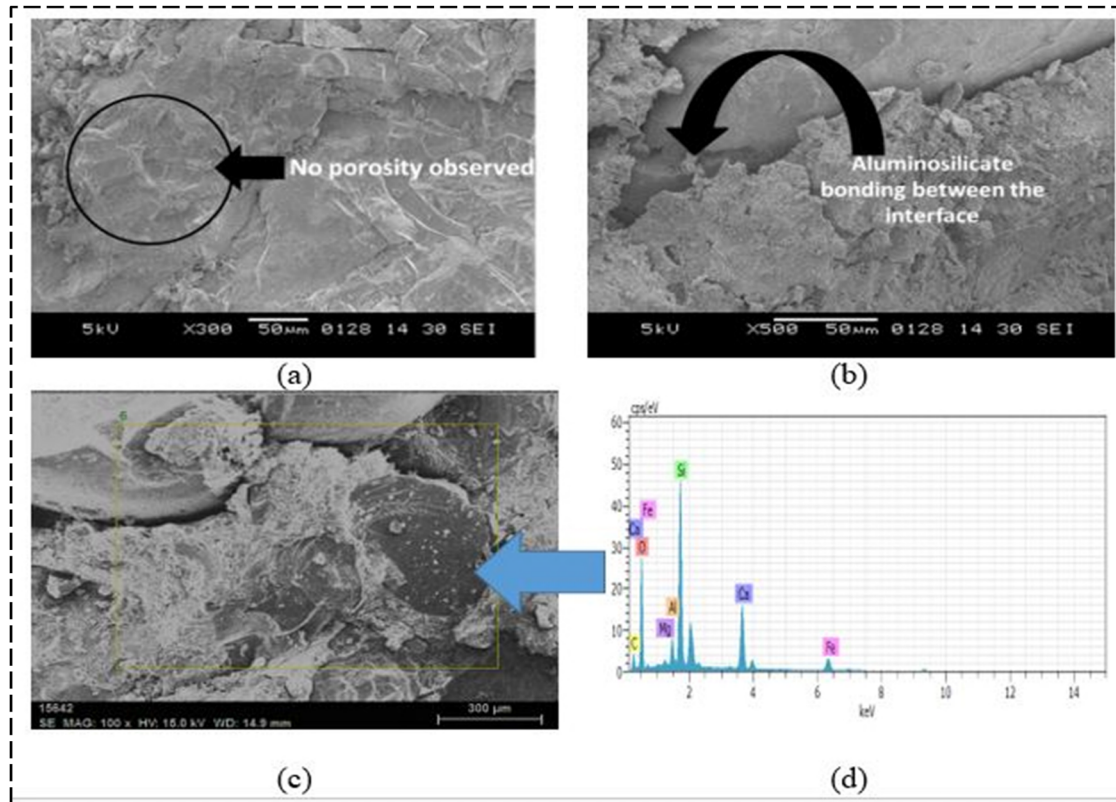 No porosity observed
5kV X300 50µm 0128 14 30 SEI
(a)
Aluminosilicate
bonding between the
interface
5kV X500 50µm 0128 14 30 SEI
(b)
6
15642
SE MAG: 100 x HV: 15.0 kV WD: 14.9 mm
300 µm
(c)
cps/eV
60
50
40
30
20
10
0
Si
Fe
Ca
O
Al
Mg
C
Ca
Fe
2 4 6 8 10 12 14
keV
(d)